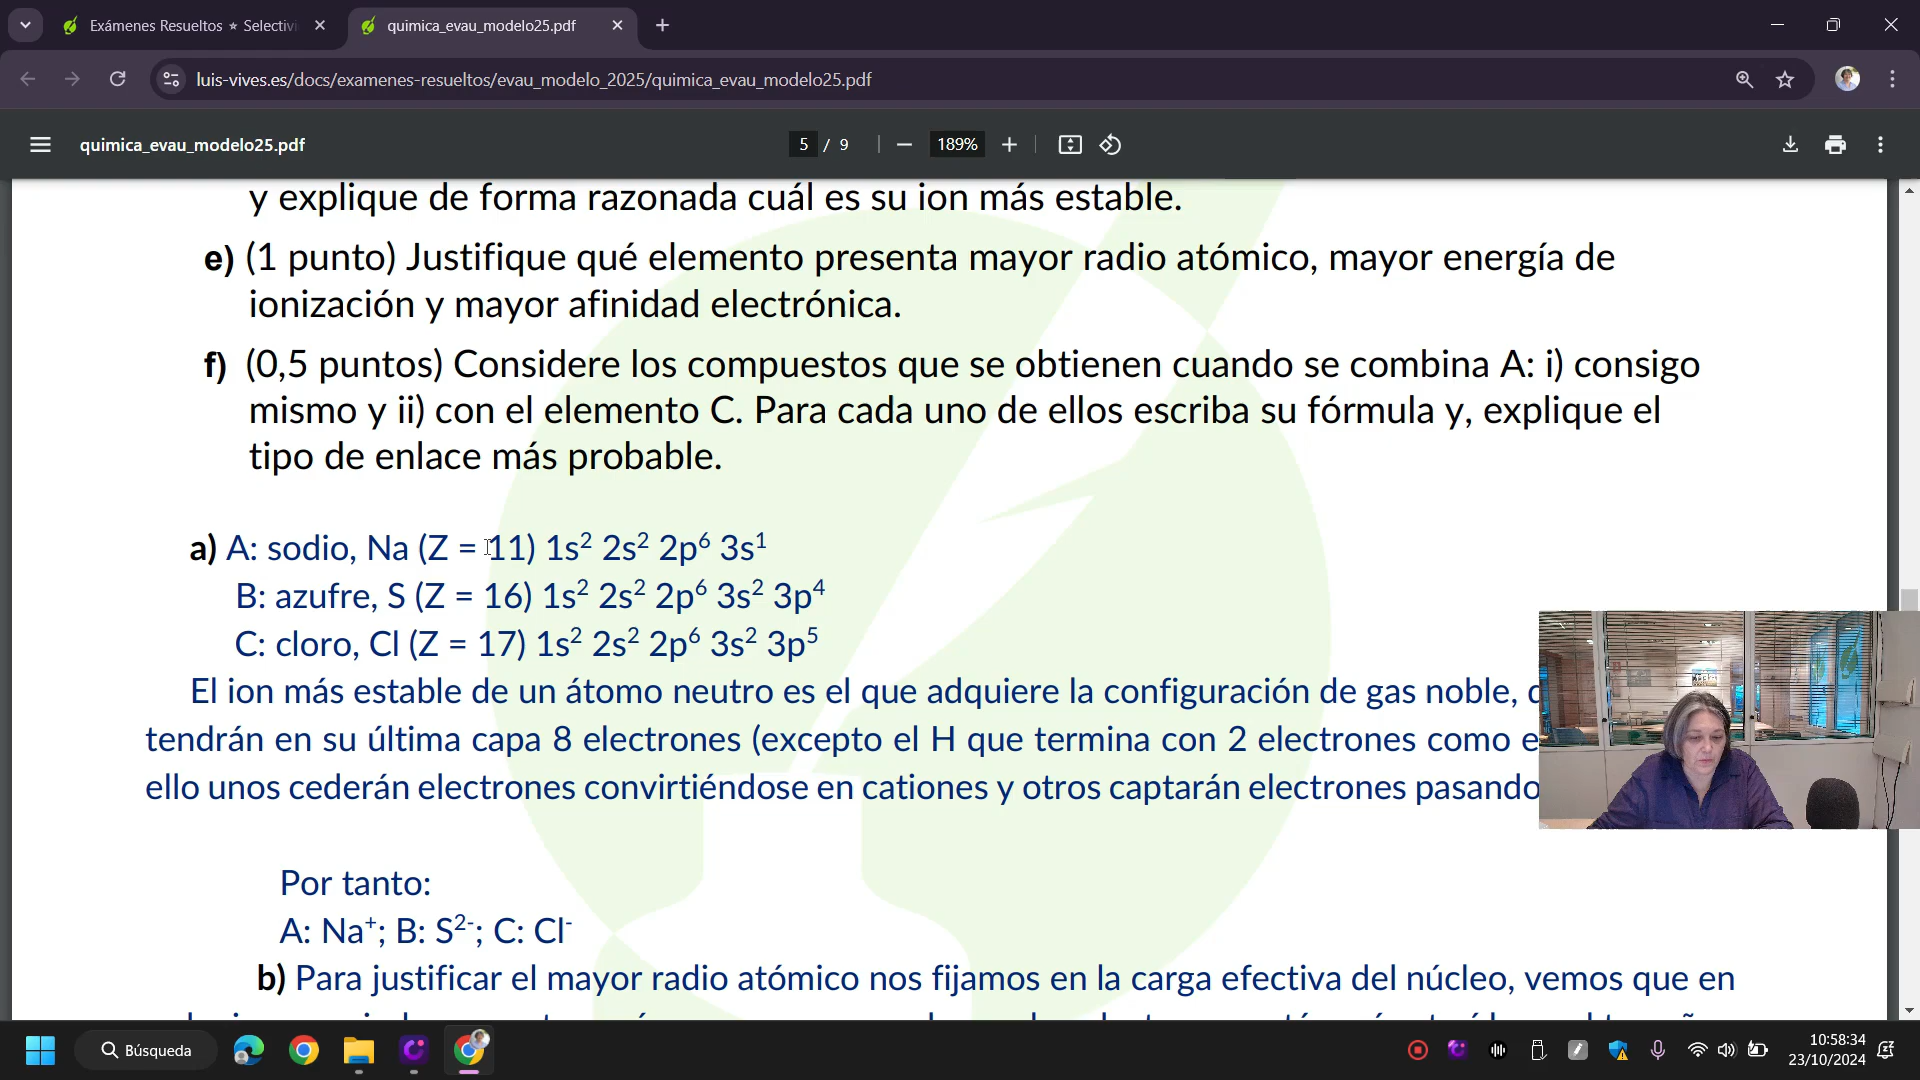 Exámenes Resueltos ★ Selectivi
quimica_evau_modelo25.pdf
luis-vives.es/docs/examenes-resueltos/evau_modelo_2025/quimica_evau_modelo25.pdf
quimica_evau_modelo25.pdf
5 / 9
189%
y explique de forma razonada cuál es su ion más estable.
e) (1 punto) Justifique qué elemento presenta mayor radio atómico, mayor energía de
ionización y mayor afinidad electrónica.
f) (0,5 puntos) Considere los compuestos que se obtienen cuando se combina A: i) consigo
mismo y ii) con el elemento C. Para cada uno de ellos escriba su fórmula y, explique el
tipo de enlace más probable.
a) A: sodio, Na (Z = 11) 1s² 2s² 2p⁶ 3s¹
B: azufre, S (Z = 16) 1s² 2s² 2p⁶ 3s² 3p⁴
C: cloro, Cl (Z = 17) 1s² 2s² 2p⁶ 3s² 3p⁵
El ion más estable de un átomo neutro es el que adquiere la configuración de gas noble,
tendrán en su última capa 8 electrones (excepto el H que termina con 2 electrones como
ello unos cederán electrones convirtiéndose en cationes y otros captarán electrones pasando
Por tanto:
A: Na⁺; B: S²⁻; C: Cl⁻
b) Para justificar el mayor radio atómico nos fijamos en la carga efectiva del núcleo, vemos que en
Búsqueda
10:58:34
23/10/2024